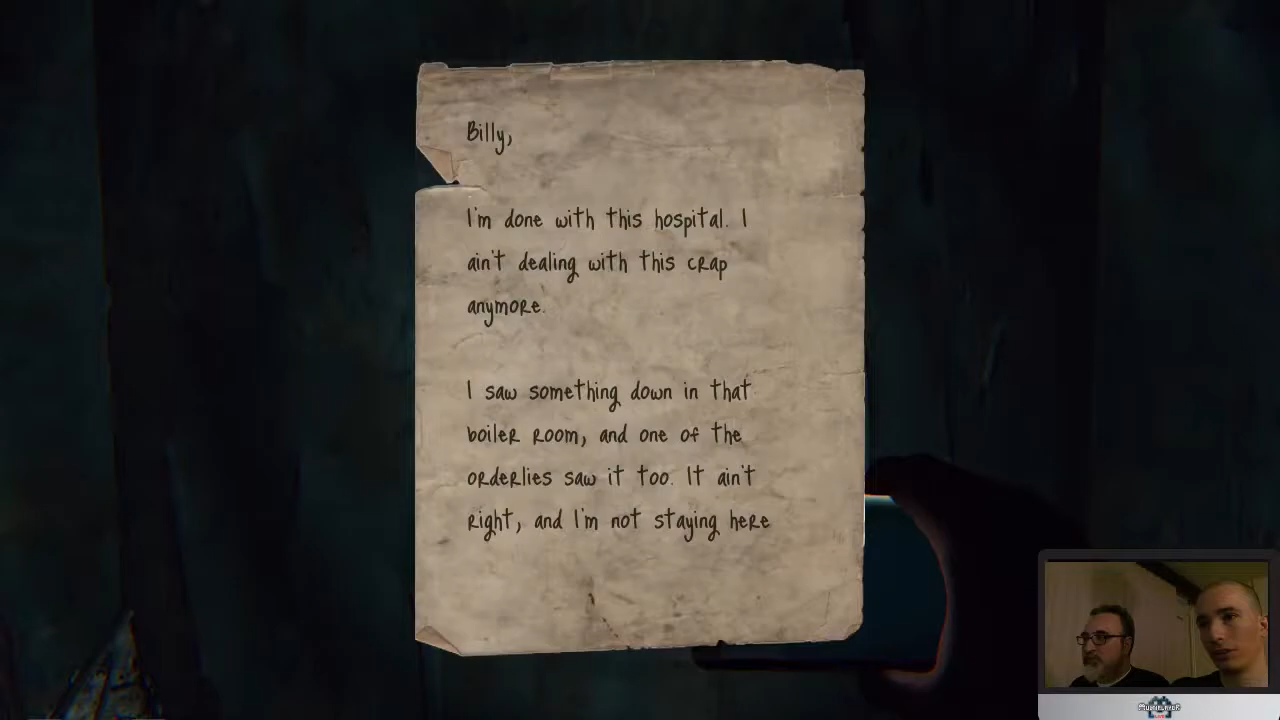 Billy,
I'm done with this hospital. I
ain't dealing with this crap
anymore.
I saw something down in that
boiler room, and one of the
orderlies saw it too. It ain't
right, and I'm not staying here